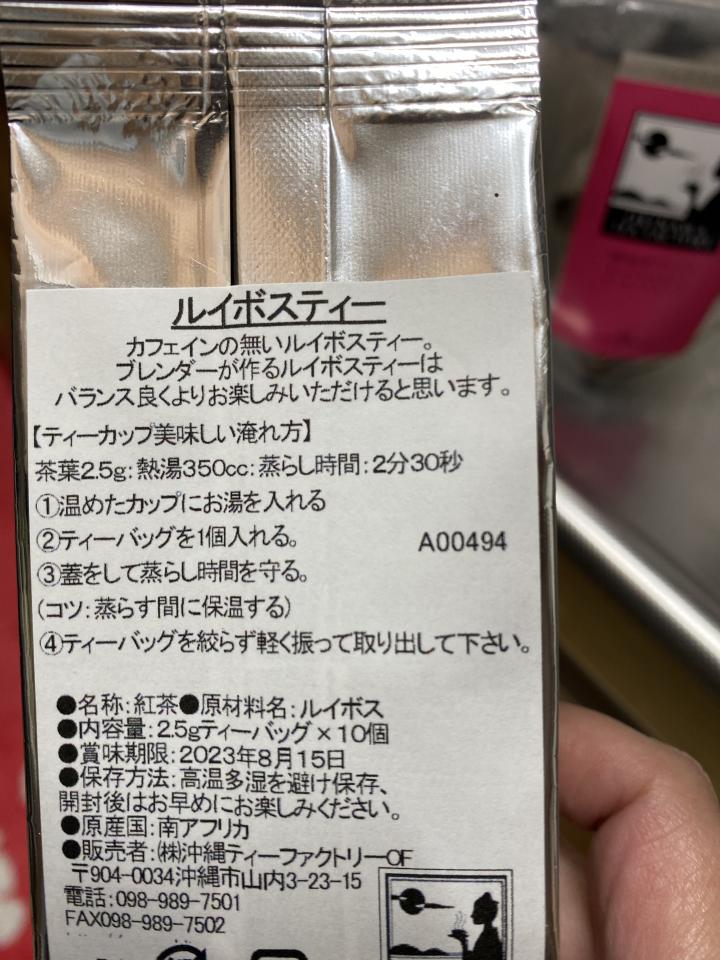 ルイボスティー
カフェインの無いルイボスティー。
ブレンダーが作るルイボスティーは
バランス良くよりお楽しみいただけると思います。
【ティーカップ美味しい淹れ方】
茶葉2.5g:熱湯350cc:蒸らし時間:2分30秒
①温めたカップにお湯を入れる
②ティーバッグを1個入れる。
A00494
③蓋をして蒸らし時間を守る。
(コツ:蒸らす間に保温する)
④ティーバッグを絞らず軽く振って取り出して下さい。
●名称:紅茶●原材料名:ルイボス
●内容量:2.5gティーバッグ×10個
●賞味期限:2023年8月15日
●保存方法:高温多湿を避け保存、
開封後はお早めにお楽しみください。
●原産国:南アフリカ
●販売者:㈱沖縄ティーファクトリーOF
〒904-0034沖縄市山内3-23-15
電話:098-989-7501
FAX098-989-7502